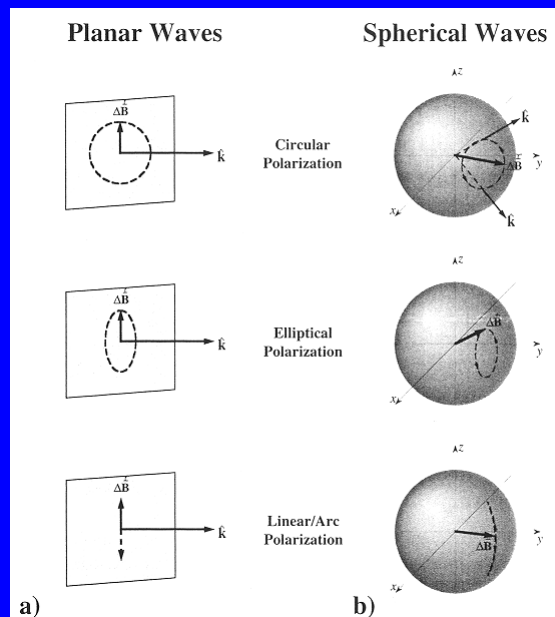 Planar Waves
Spherical Waves
ΔB
k̂
Circular
Polarization
z
k̂
ΔB
y
x
k̂
ΔB
k̂
Elliptical
Polarization
z
ΔB
y
x
ΔB
k̂
Linear/Arc
Polarization
z
ΔB
y
x
a)
b)